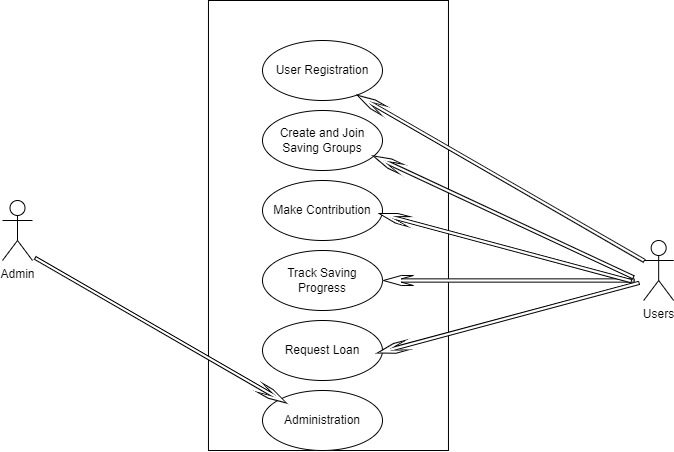 User Registration
Create and Join
Saving Groups
Make Contribution
Admin
Track Saving
Progress
Users
Request Loan
Administration